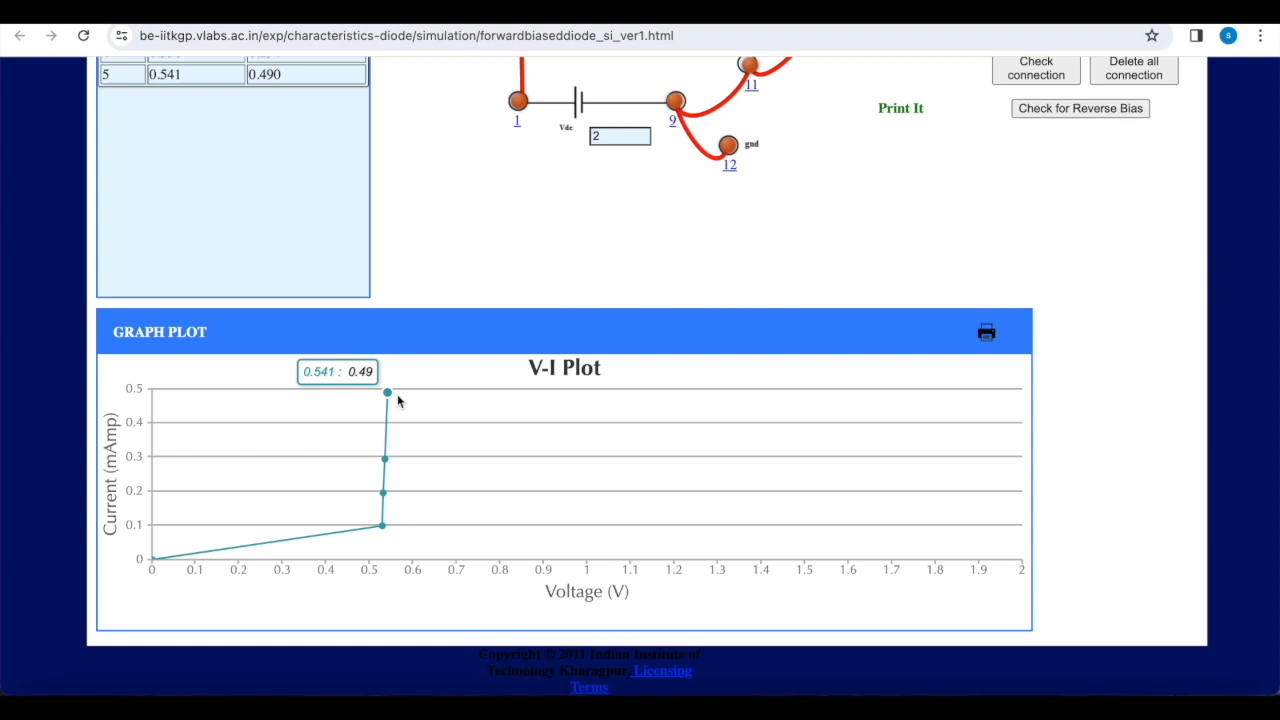 be-iitkgp.vlabs.ac.in/exp/characteristics-diode/simulation/forwardbiaseddiode_si_ver1.html
S
5 0.541 0.490
1
Vdc
2
9
11
gnd
12
Check connection
Delete all connection
Print It
Check for Reverse Bias
GRAPH PLOT
V-I Plot
0.541 : 0.49
0.5
0.4
0.3
0.2
0.1
0
Current (mAmp)
0 0.1 0.2 0.3 0.4 0.5 0.6 0.7 0.8 0.9 1 1.1 1.2 1.3 1.4 1.5 1.6 1.7 1.8 1.9 2
Voltage (V)
Copyright © 2011 Indian Institute of
Technology Kharagpur, Licensing
Terms